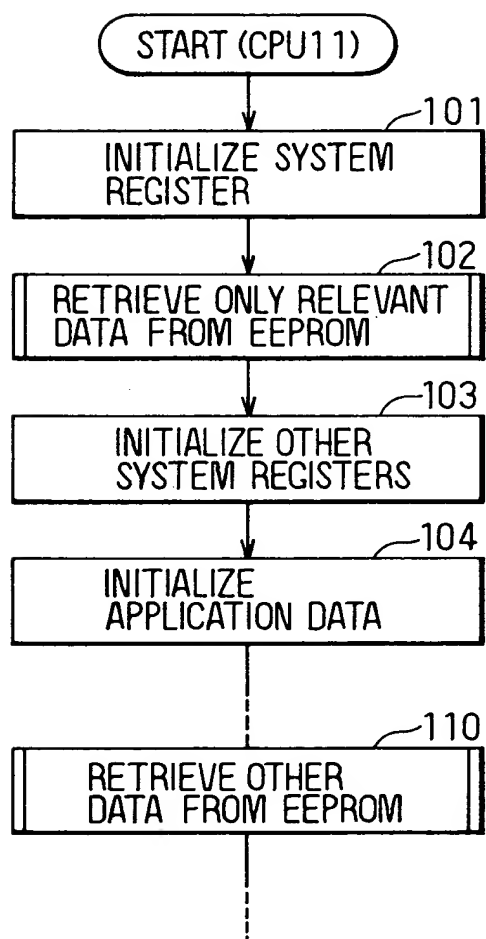 START (CPU11)
101
INITIALIZE SYSTEM
REGISTER
102
RETRIEVE ONLY RELEVANT
DATA FROM EEPROM
103
INITIALIZE OTHER
SYSTEM REGISTERS
104
INITIALIZE
APPLICATION DATA
110
RETRIEVE OTHER
DATA FROM EEPROM